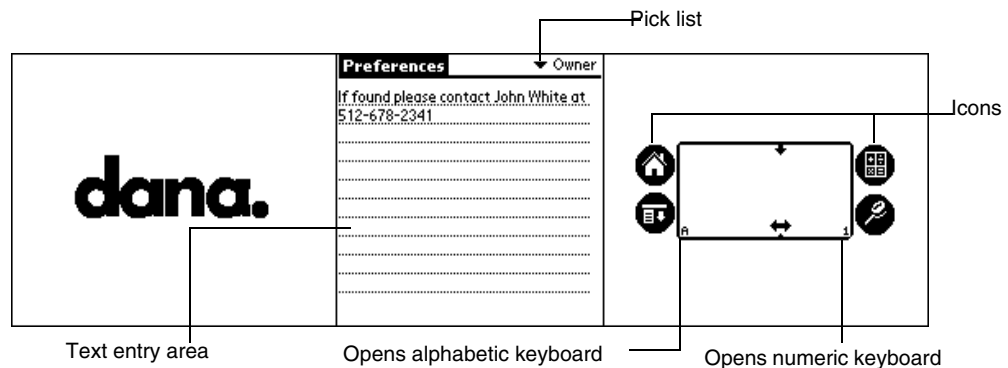 Pick list
Preferences
Owner
If found please contact John White at
512-678-2341
Icons
dana.
A
1
Text entry area
Opens alphabetic keyboard
Opens numeric keyboard